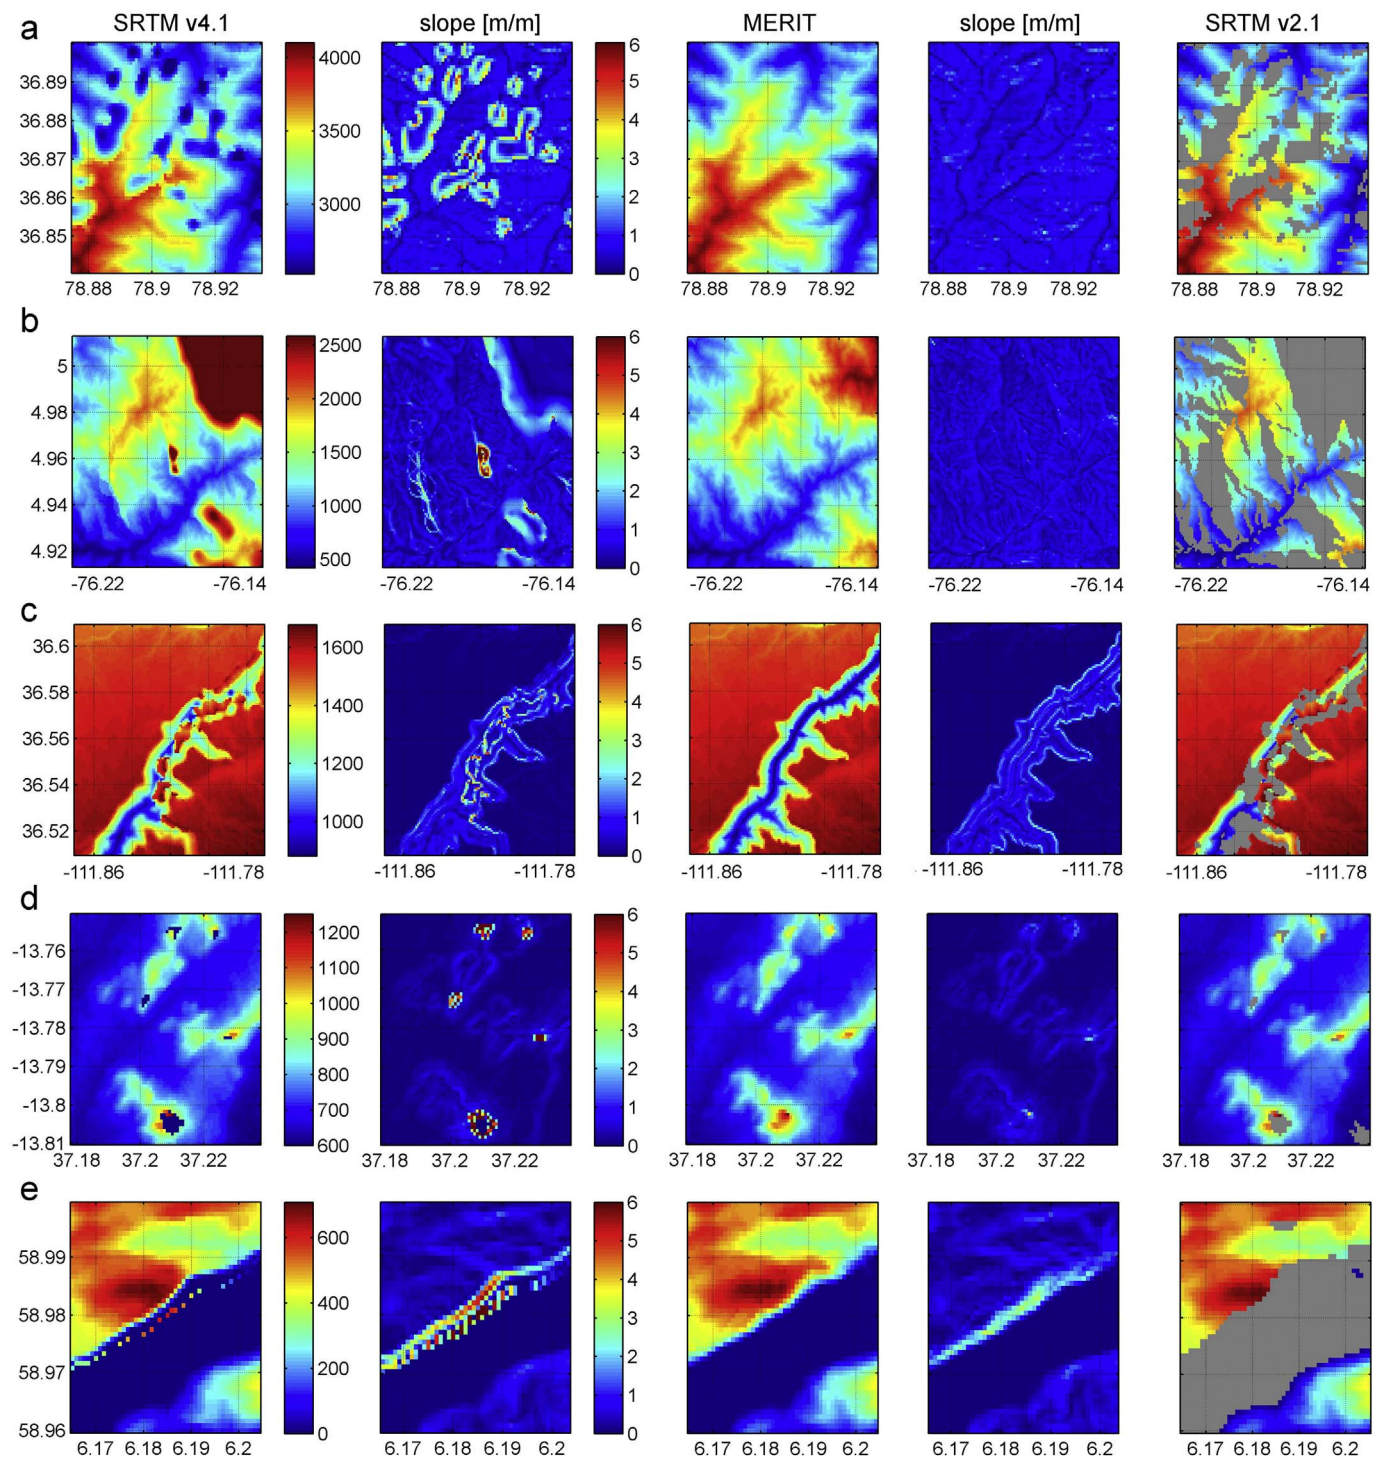 a SRTM v4.1 slope [m/m] MERIT slope [m/m] SRTM v2.1
4000 6
36.89 5
36.88 3500 4
36.87 3
36.86 3000 2
36.85 1
0
78.88 78.9 78.92 78.88 78.9 78.92 78.88 78.9 78.92 78.88 78.9 78.92 78.88 78.9 78.92
b
2500 6
5 5
4.98 2000 4
4.96 1500 3
2
4.94 1000 1
4.92 500 0
-76.22 -76.14 -76.22 -76.14 -76.22 -76.14 -76.22 -76.14 -76.22 -76.14
c
36.6 1600 6
5
36.58 1400 4
36.56 1200 3
36.54 2
36.52 1000 1
0
-111.86 -111.78 -111.86 -111.78 -111.86 -111.78 -111.86 -111.78 -111.86 -111.78
d
1200 6
-13.76 1100 5
-13.77 1000 4
-13.78 900 3
-13.79 800 2
-13.8 700 1
-13.81 600 0
37.18 37.2 37.22 37.18 37.2 37.22 37.18 37.2 37.22 37.18 37.2 37.22 37.18 37.2 37.22
e
600 6
58.99 5
58.98 400 4
3
58.97 200 2
1
58.96 0 0
6.17 6.18 6.19 6.2 6.17 6.18 6.19 6.2 6.17 6.18 6.19 6.2 6.17 6.18 6.19 6.2 6.17 6.18 6.19 6.2